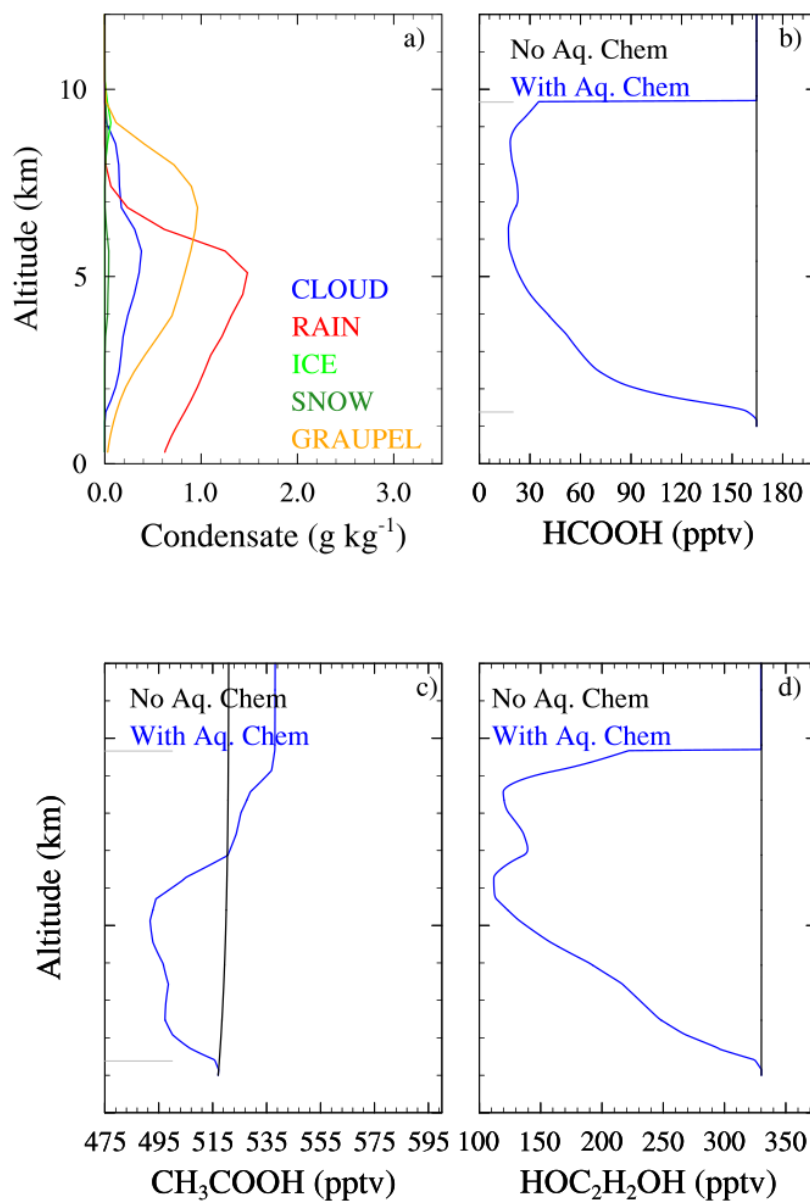 a)
10
5
0
Altitude (km)
CLOUD
RAIN
ICE
SNOW
GRAUPEL
0.0 1.0 2.0 3.0
Condensate (g kg⁻¹)
b)
No Aq. Chem
With Aq. Chem
0 30 60 90 120 150 180
HCOOH (pptv)
c)
No Aq. Chem
With Aq. Chem
Altitude (km)
475 495 515 535 555 575 595
CH₃COOH (pptv)
d)
No Aq. Chem
With Aq. Chem
100 150 200 250 300 350
HOC₂H₂OH (pptv)